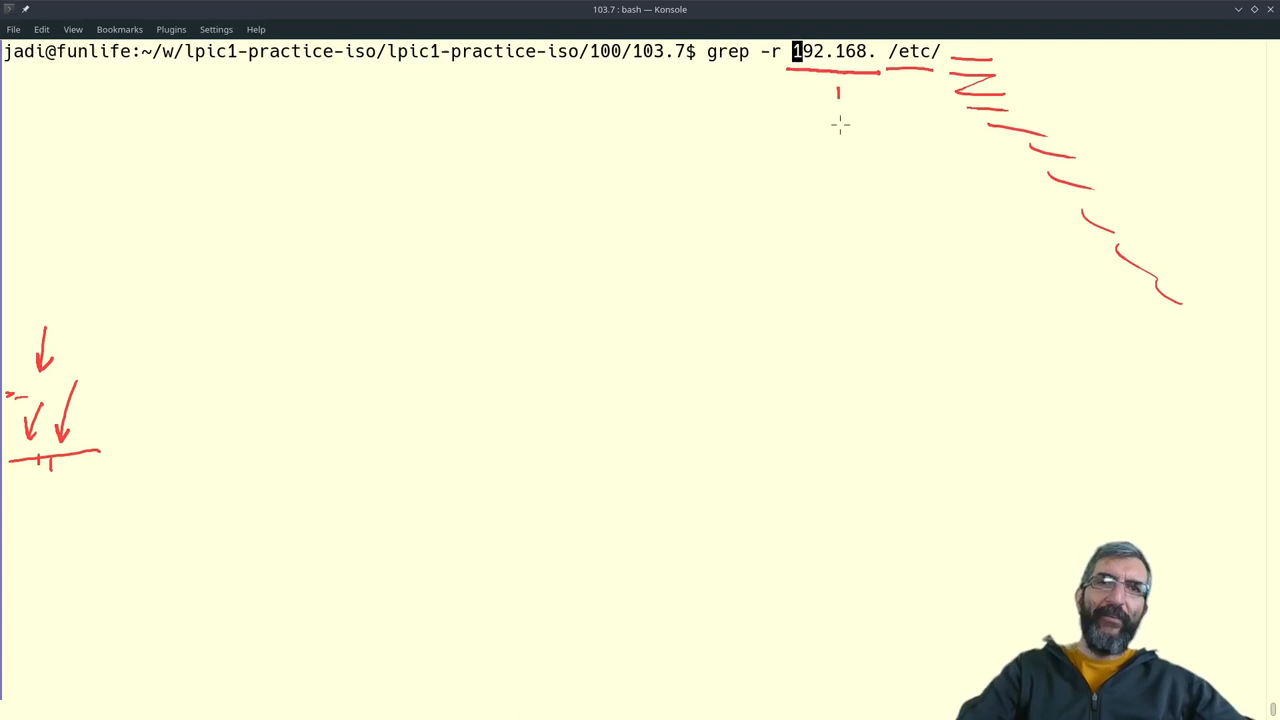 103.7 : bash — Konsole
File Edit View Bookmarks Plugins Settings Help
jadi@funlife:~/w/lpic1-practice-iso/lpic1-practice-iso/100/103.7$ grep -r 192.168. /etc/